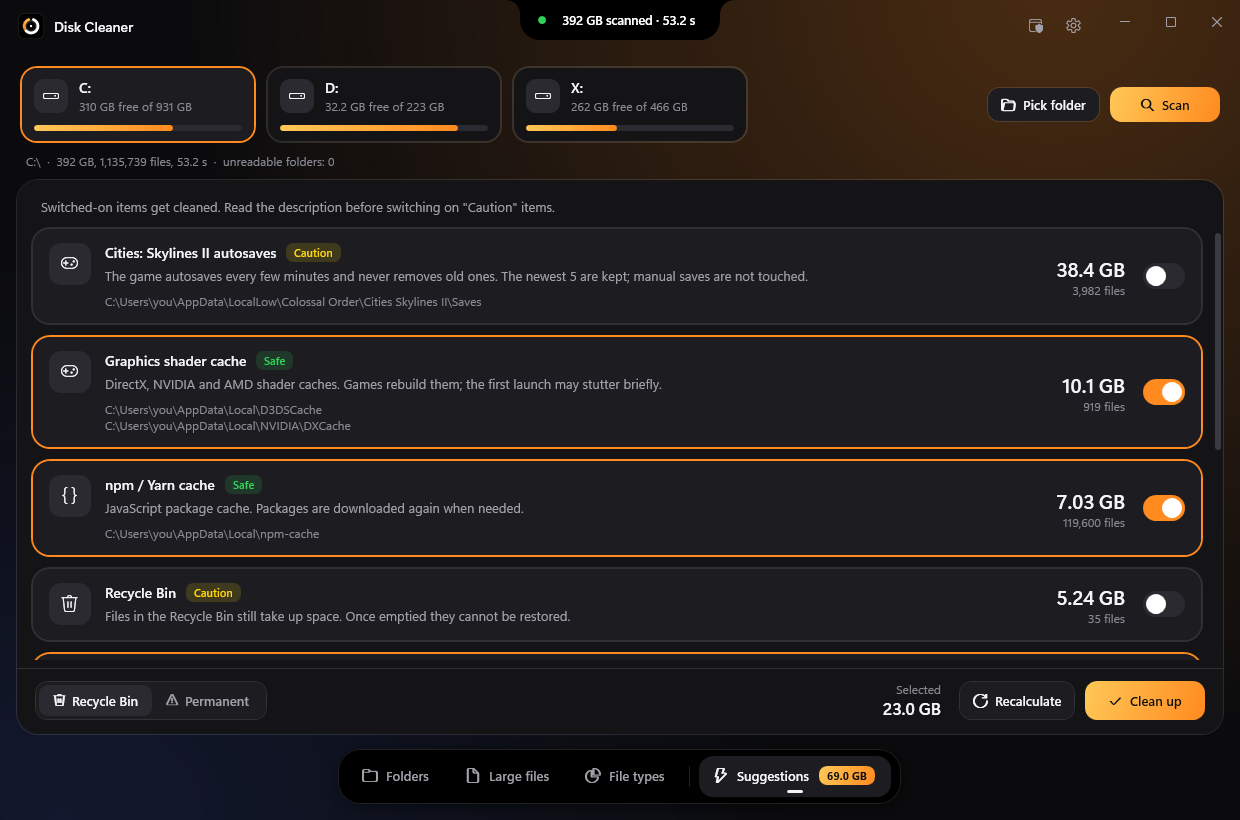 Disk Cleaner
392 GB scanned · 53.2 s
C:
310 GB free of 931 GB
D:
32.2 GB free of 223 GB
X:
262 GB free of 466 GB
Pick folder
Scan
C:\ · 392 GB, 1,135,739 files, 53.2 s · unreadable folders: 0
Switched-on items get cleaned. Read the description before switching on "Caution" items.
Cities: Skylines II autosaves Caution
The game autosaves every few minutes and never removes old ones. The newest 5 are kept; manual saves are not touched.
C:\Users\you\AppData\LocalLow\Colossal Order\Cities Skylines II\Saves
38.4 GB
3,982 files
Graphics shader cache Safe
DirectX, NVIDIA and AMD shader caches. Games rebuild them; the first launch may stutter briefly.
C:\Users\you\AppData\Local\D3DSCache
C:\Users\you\AppData\Local\NVIDIA\DXCache
10.1 GB
919 files
npm / Yarn cache Safe
JavaScript package cache. Packages are downloaded again when needed.
C:\Users\you\AppData\Local\npm-cache
7.03 GB
119,600 files
Recycle Bin Caution
Files in the Recycle Bin still take up space. Once emptied they cannot be restored.
5.24 GB
35 files
Recycle Bin
Permanent
Selected
23.0 GB
Recalculate
Clean up
Folders
Large files
File types
Suggestions 69.0 GB